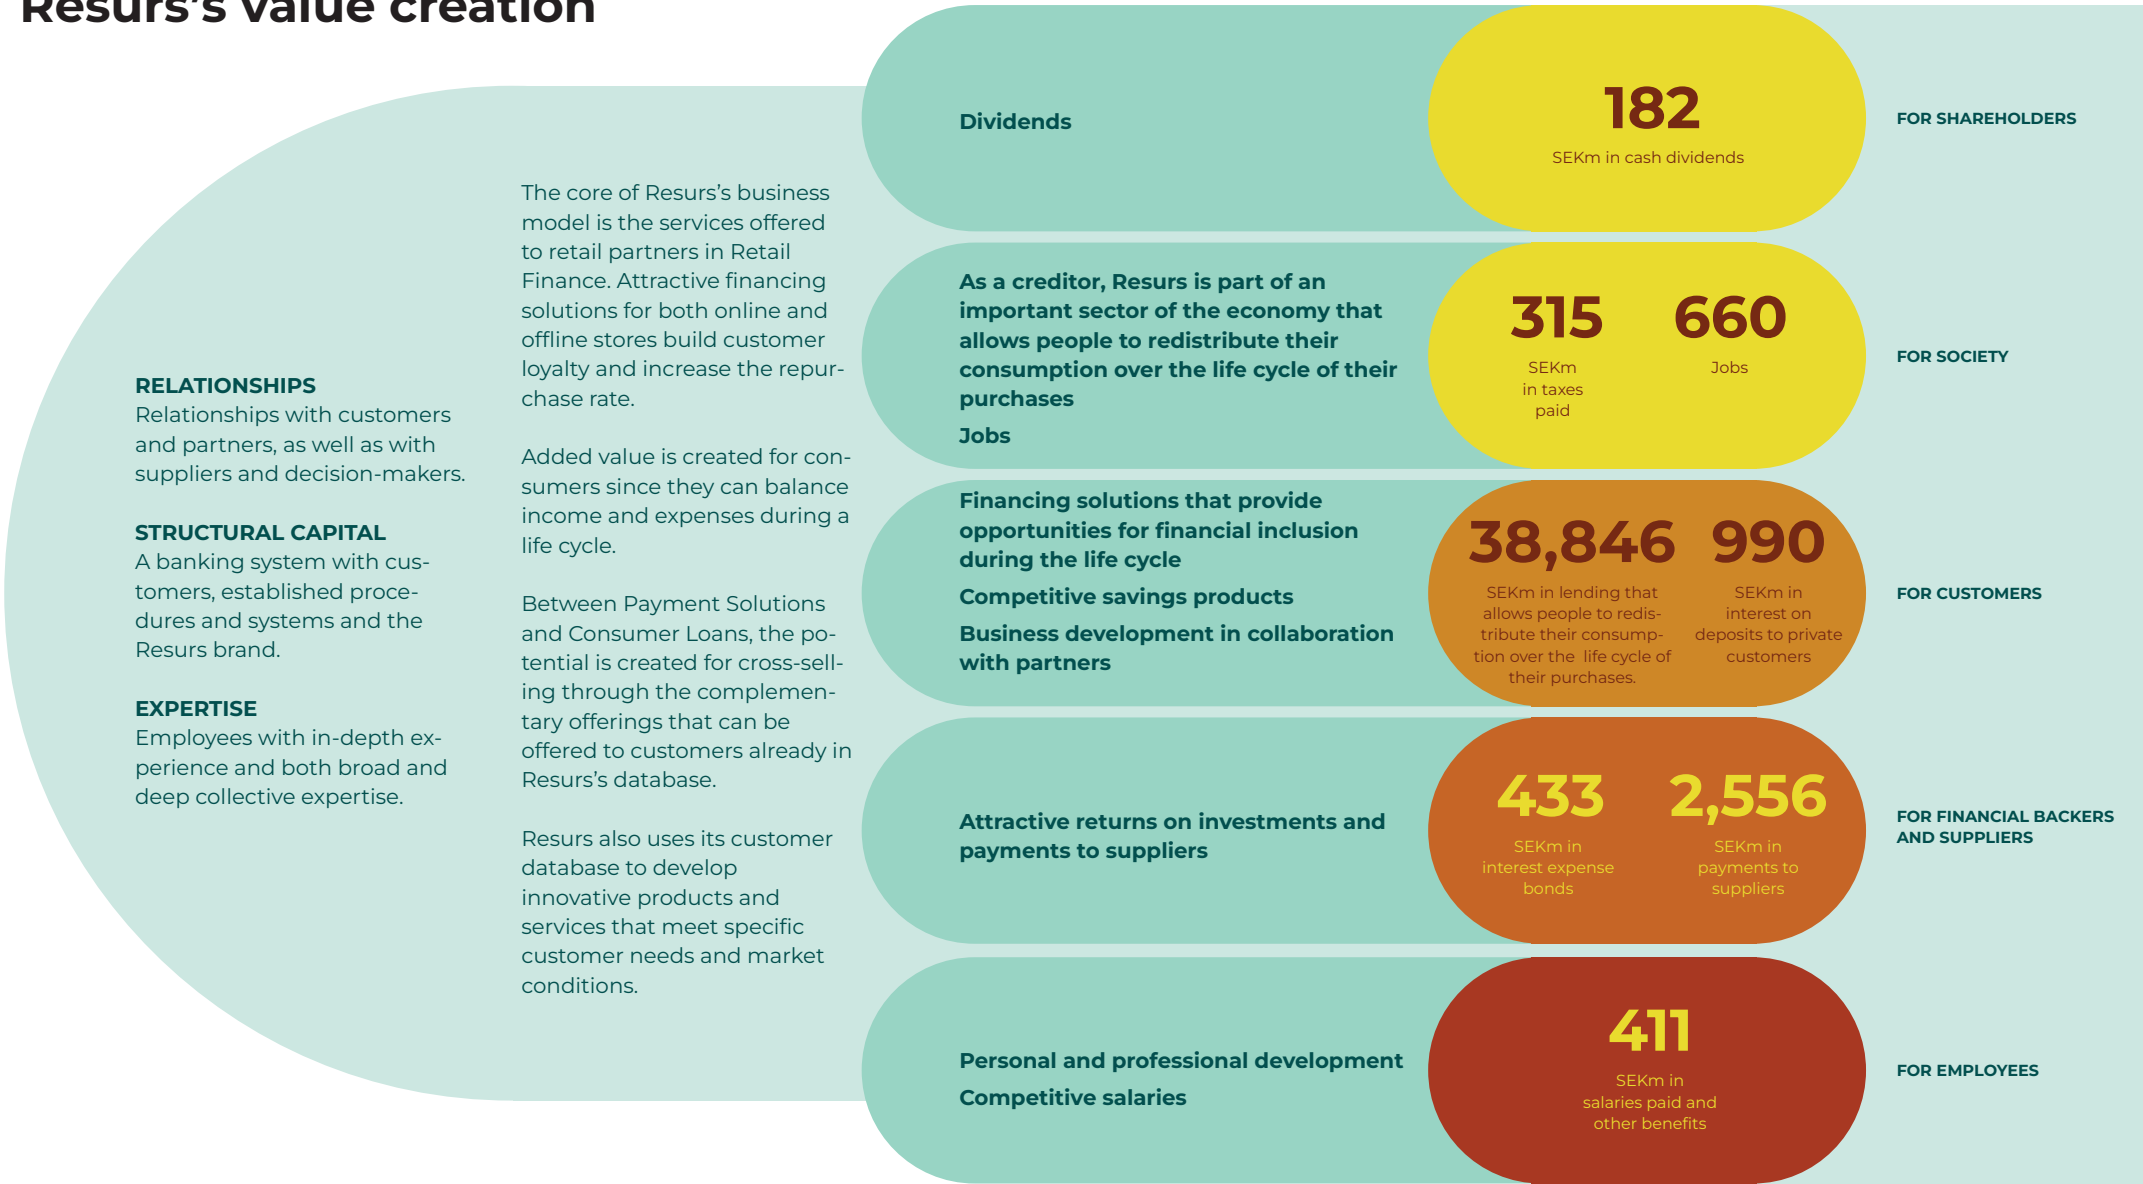 Resurs's value creation
RELATIONSHIPS
Relationships with customers
and partners, as well as with
suppliers and decision-makers.
STRUCTURAL CAPITAL
A banking system with cus-
tomers, established proce-
dures and systems and the
Resurs brand.
EXPERTISE
Employees with in-depth ex-
perience and both broad and
deep collective expertise.
The core of Resurs's business
model is the services offered
to retail partners in Retail
Finance. Attractive financing
solutions for both online and
offline stores build customer
loyalty and increase the repur-
chase rate.
Added value is created for con-
sumers since they can balance
income and expenses during a
life cycle.
Between Payment Solutions
and Consumer Loans, the po-
tential is created for cross-sell-
ing through the complemen-
tary offerings that can be
offered to customers already in
Resurs's database.
Resurs also uses its customer
database to develop
innovative products and
services that meet specific
customer needs and market
conditions.
Dividends
182
SEKm in cash dividends
FOR SHAREHOLDERS
As a creditor, Resurs is part of an
important sector of the economy that
allows people to redistribute their
consumption over the life cycle of their
purchases
Jobs
315
SEKm
in taxes
paid
660
Jobs
FOR SOCIETY
Financing solutions that provide
opportunities for financial inclusion
during the life cycle
Competitive savings products
Business development in collaboration
with partners
38,846
SEKm in lending that
allows people to redis-
tribute their consump-
tion over the life cycle of
their purchases.
990
SEKm in
interest on
deposits to private
customers
FOR CUSTOMERS
Attractive returns on investments and
payments to suppliers
433
SEKm in
interest expense
bonds
2,556
SEKm in
payments to
suppliers
FOR FINANCIAL BACKERS
AND SUPPLIERS
Personal and professional development
Competitive salaries
411
SEKm in
salaries paid and
other benefits
FOR EMPLOYEES